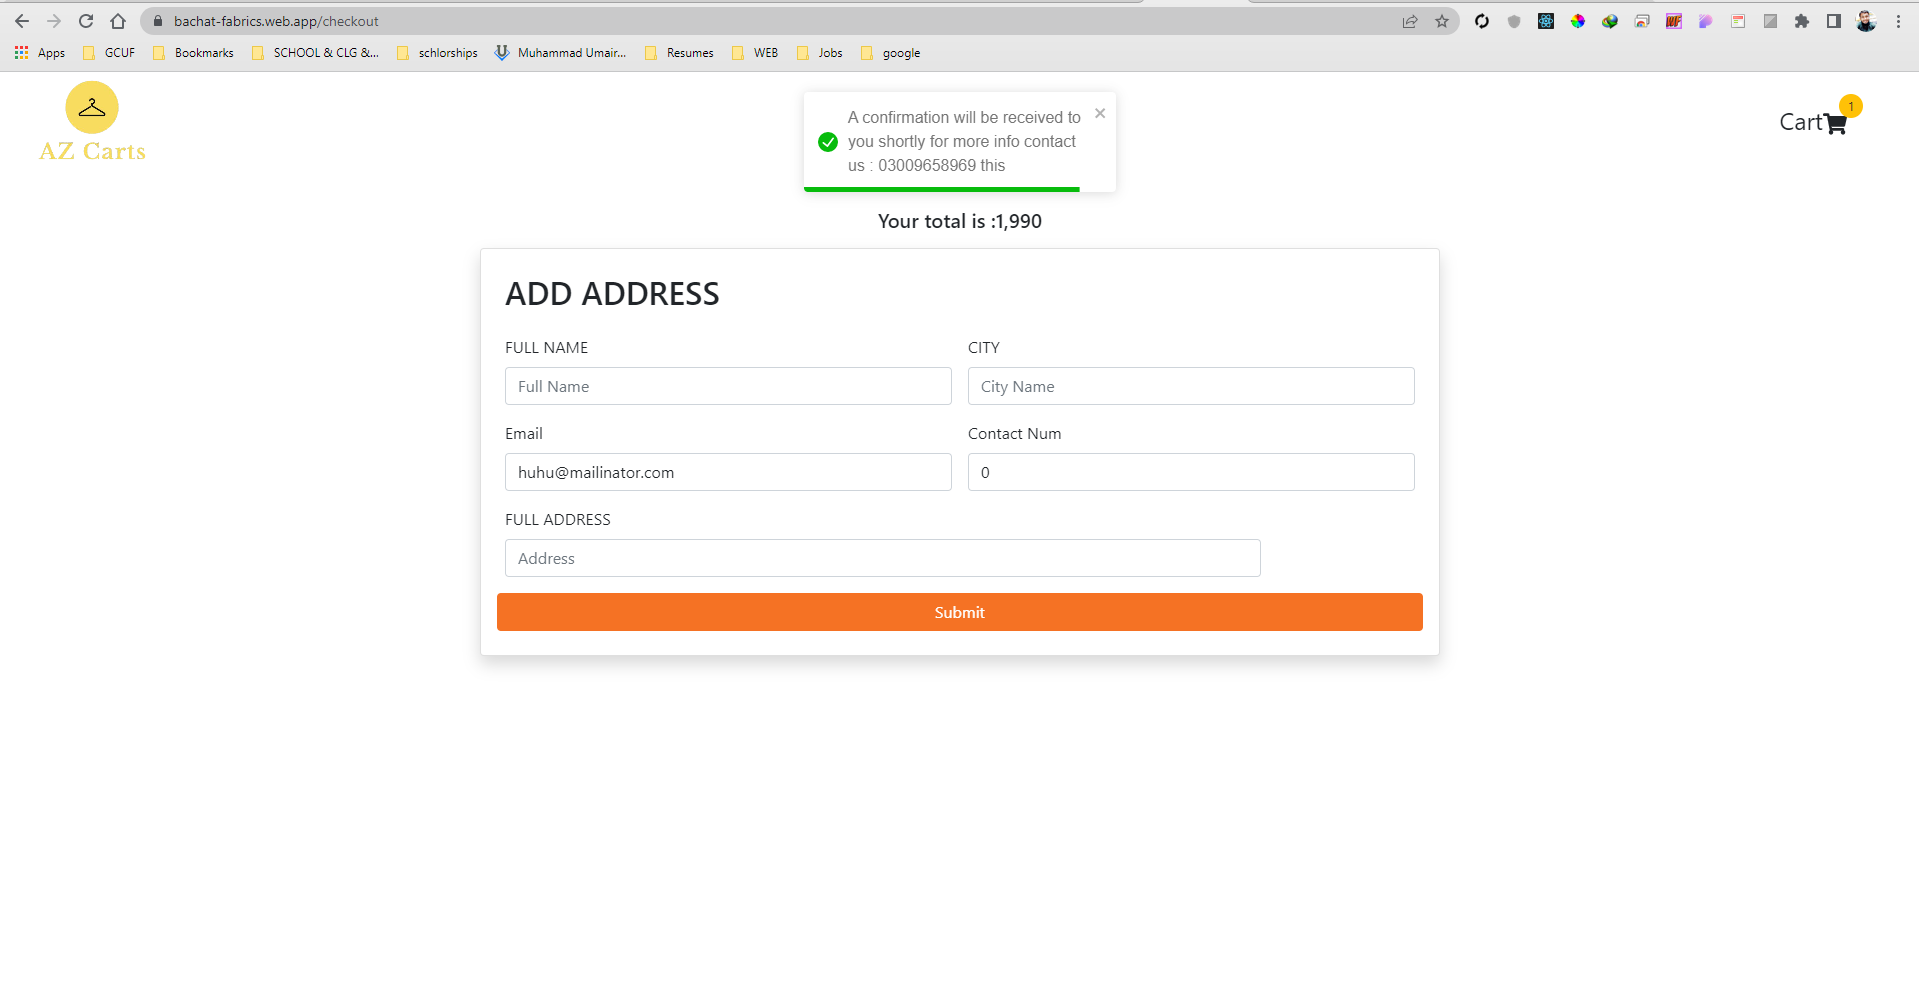 bachat-fabrics.web.app/checkout
Apps GCUF Bookmarks SCHOOL & CLG &... schlorships Muhammad Umair... Resumes WEB Jobs google
AZ Carts
A confirmation will be received to
you shortly for more info contact
us : 03009658969 this
Cart 1
Your total is :1,990
ADD ADDRESS
FULL NAME CITY
Full Name City Name
Email Contact Num
huhu@mailinator.com 0
FULL ADDRESS
Address
Submit